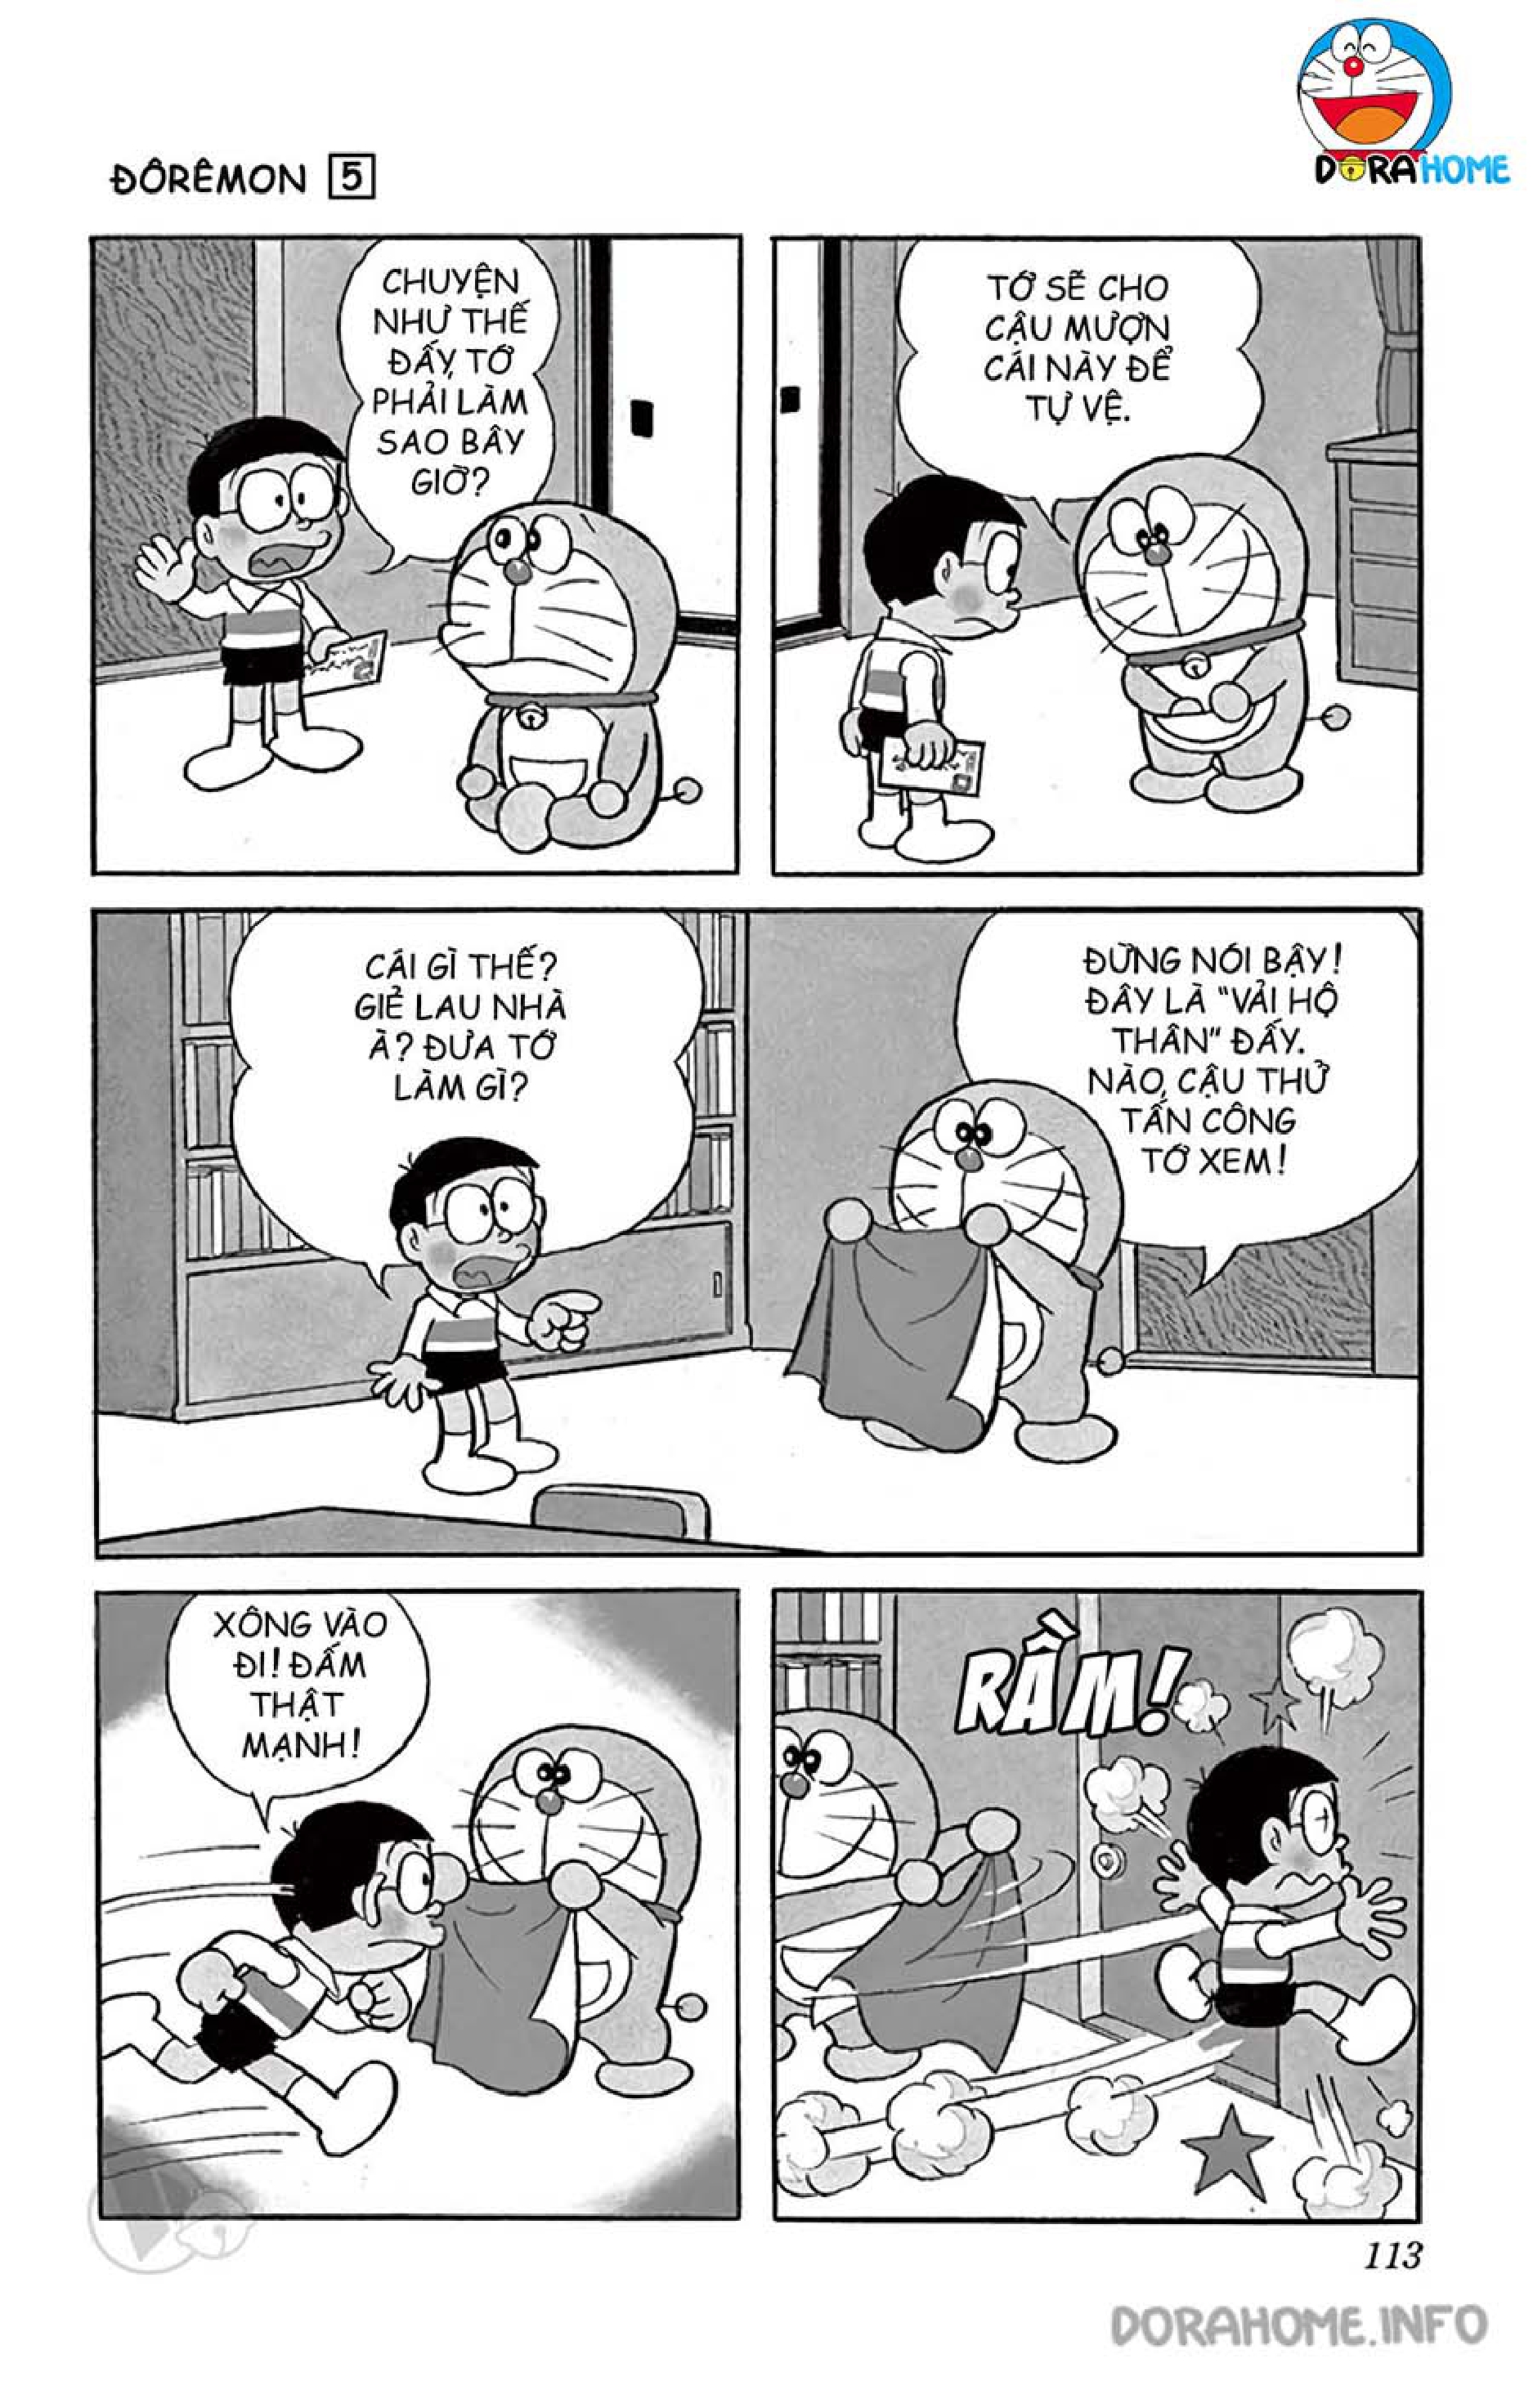 DORAHOME
ĐÔRÊMON 5
CHUYỆN
NHƯ THẾ
ĐẤY, TỚ
PHẢI LÀM
SAO BÂY
GIỜ?
TỚ SẼ CHO
CẬU MƯỢN
CÁI NÀY ĐỂ
TỰ VỆ.
CÁI GÌ THẾ?
GIẺ LAU NHÀ
À? ĐƯA TỚ
LÀM GÌ?
ĐỪNG NÓI BẬY!
ĐÂY LÀ "VẢI HỘ
THÂN" ĐẤY.
NÀO, CẬU THỬ
TẤN CÔNG
TỚ XEM!
XÔNG VÀO
ĐI! ĐẤM
THẬT
MẠNH!
RẦM!
113
DORAHOME.INFO